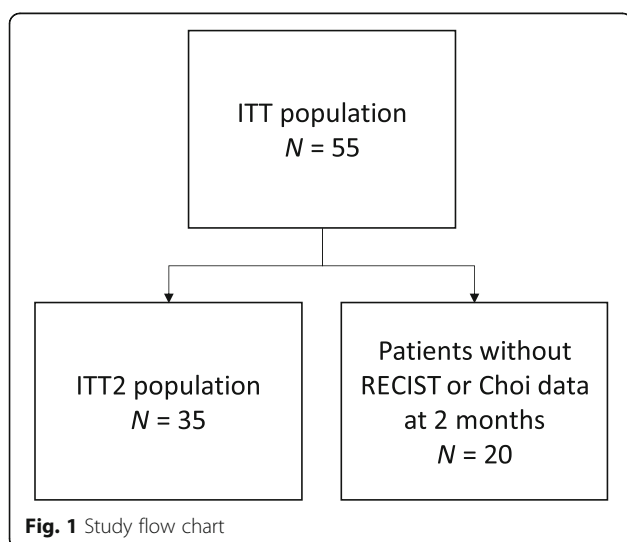 ITT population
N = 55
ITT2 population
N = 35
Patients without
RECIST or Choi data
at 2 months
N = 20
Fig. 1 Study flow chart